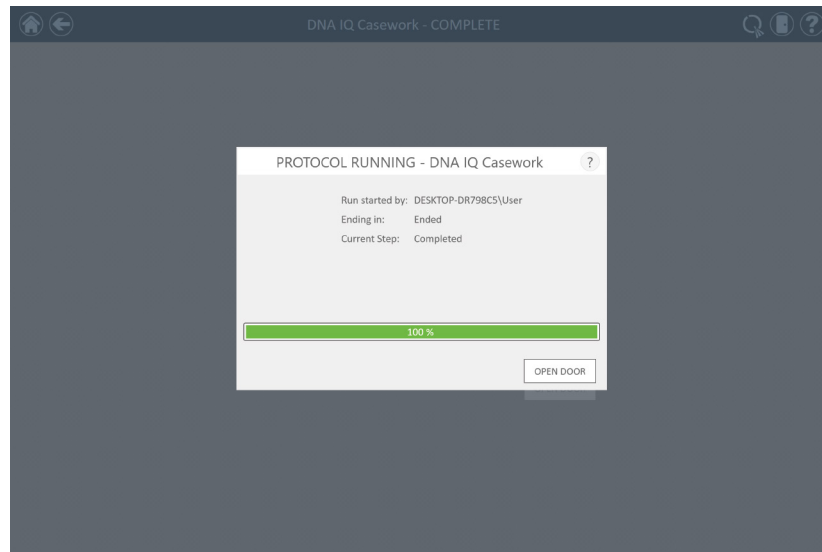 DNA IQ Casework - COMPLETE
?
PROTOCOL RUNNING - DNA IQ Casework
?
Run started by: DESKTOP-DR798C5\User
Ending in: Ended
Current Step: Completed
100 %
OPEN DOOR